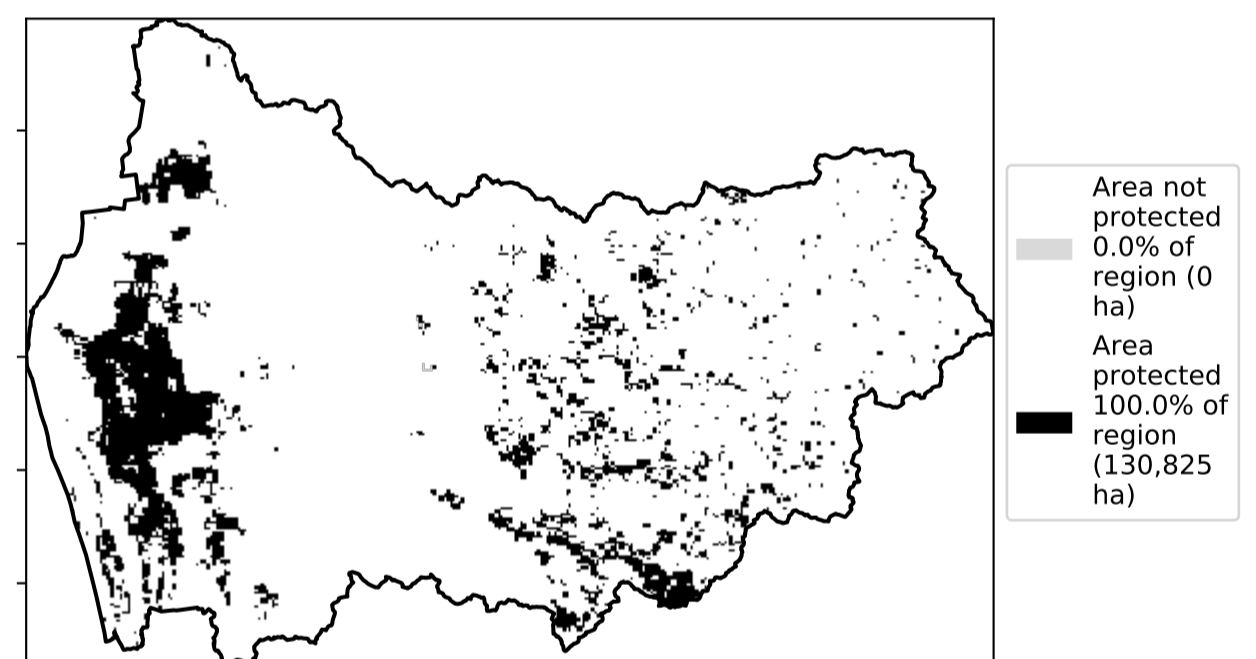 Area not
protected
0.0% of
region (0
ha)
Area
protected
100.0% of
region
(130,825
ha)